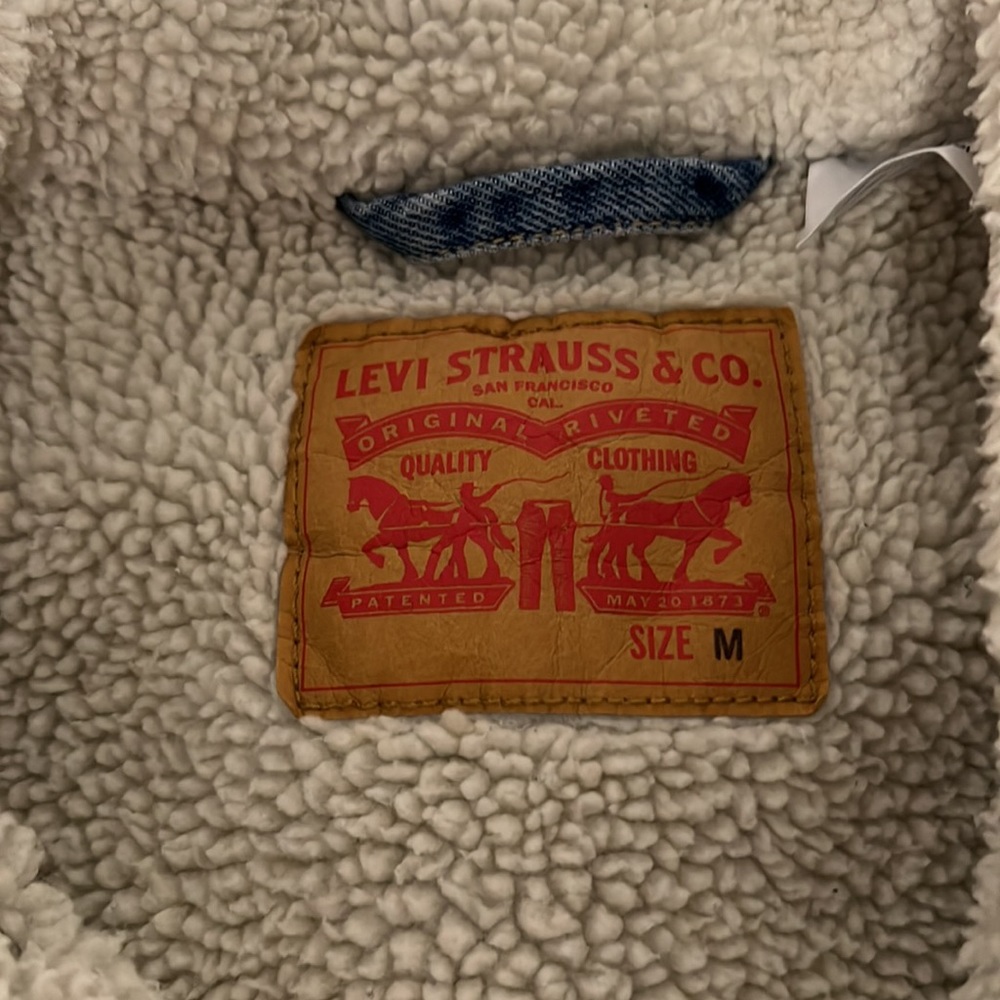 LEVI STRAUSS & CO.
SAN FRANCISCO
CAL.
ORIGINAL RIVETED
QUALITY CLOTHING
PATENTED MAY 20 1873 ®
SIZE M